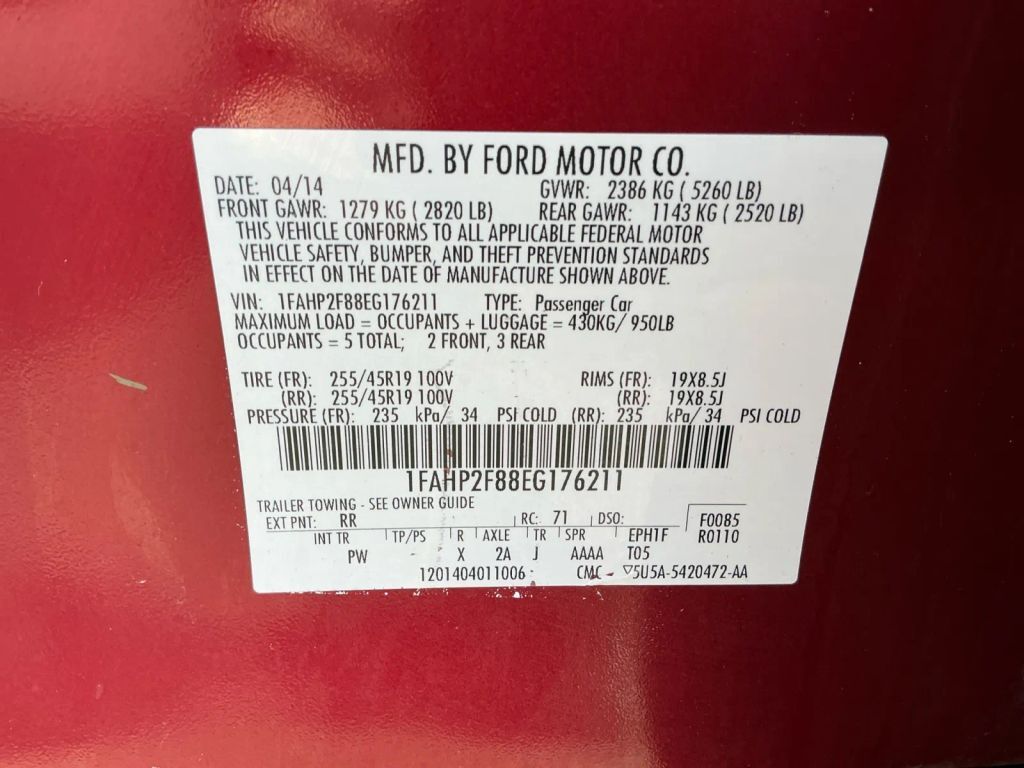 MFD. BY FORD MOTOR CO.
DATE: 04/14 GVWR: 2386 KG ( 5260 LB)
FRONT GAWR: 1279 KG ( 2820 LB) REAR GAWR: 1143 KG ( 2520 LB)
THIS VEHICLE CONFORMS TO ALL APPLICABLE FEDERAL MOTOR
VEHICLE SAFETY, BUMPER, AND THEFT PREVENTION STANDARDS
IN EFFECT ON THE DATE OF MANUFACTURE SHOWN ABOVE.
VIN: 1FAHP2F88EG176211 TYPE: Passenger Car
MAXIMUM LOAD = OCCUPANTS + LUGGAGE = 430KG/ 950LB
OCCUPANTS = 5 TOTAL; 2 FRONT, 3 REAR
TIRE (FR): 255/45R19 100V RIMS (FR): 19X8.5J
(RR): 255/45R19 100V (RR): 19X8.5J
PRESSURE (FR): 235 kPa/ 34 PSI COLD (RR): 235 kPa/ 34 PSI COLD
1FAHP2F88EG176211
TRAILER TOWING - SEE OWNER GUIDE
EXT PNT: RR RC: 71 DSO: F0085
INT TR TP/PS R AXLE TR SPR EPH1F R0110
PW - X 2A J AAAA T05
1201404011006 CMC - ▽5U5A-5420472-AA